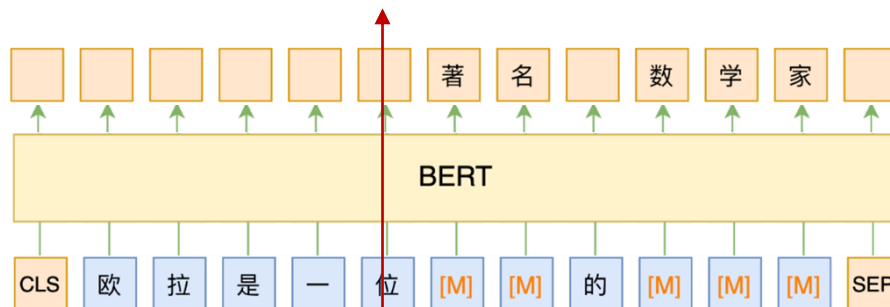 著 名 数 学 家
BERT
CLS 欧 拉 是 一 位 [M] [M] 的 [M] [M] [M] SEP